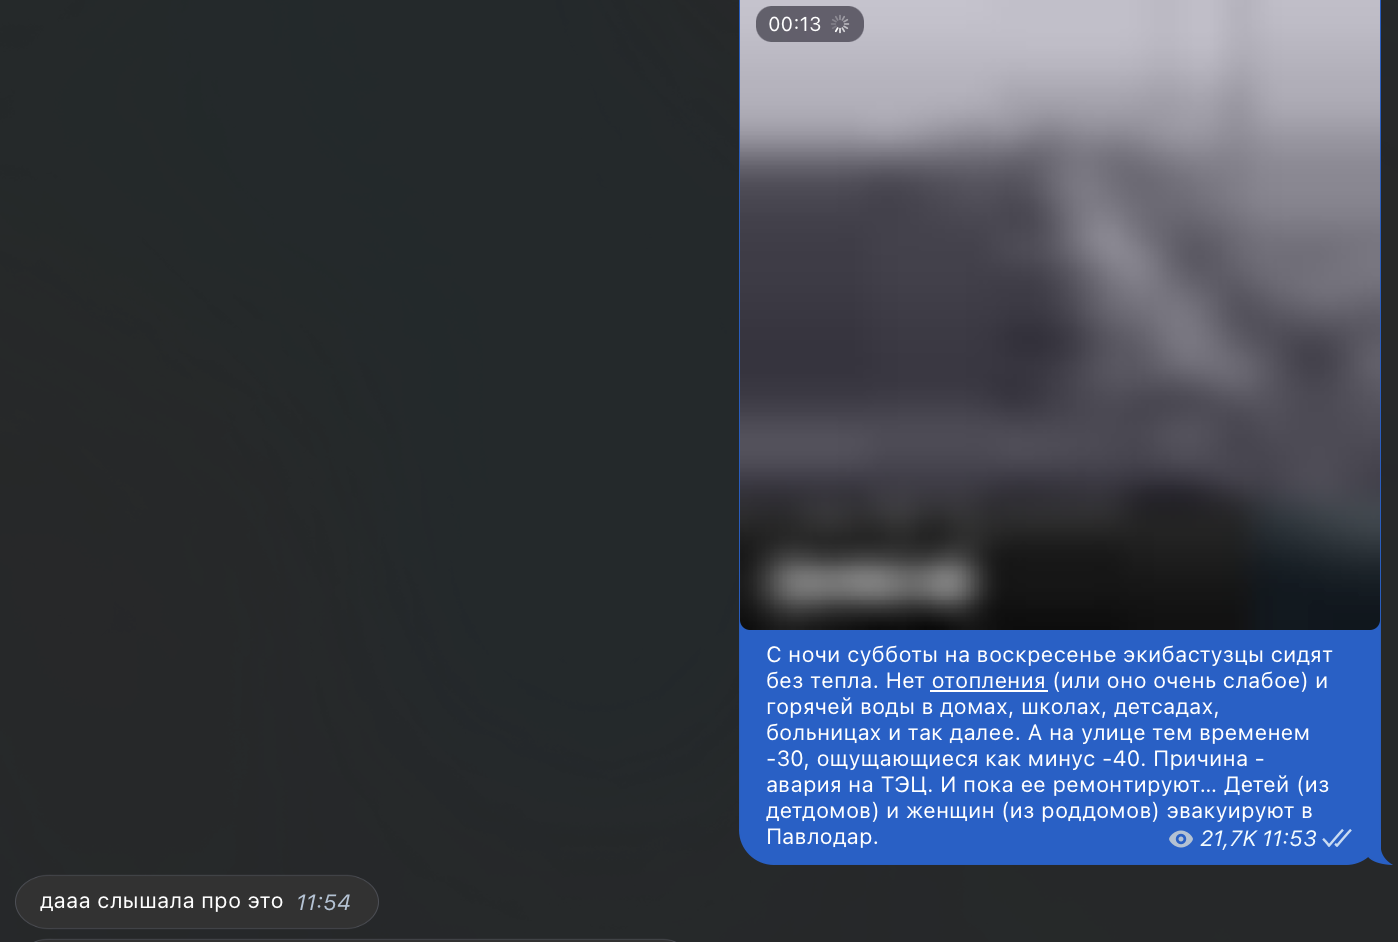 00:13
С ночи субботы на воскресенье экибастузцы сидят
без тепла. Нет отопления (или оно очень слабое) и
горячей воды в домах, школах, детсадах,
больницах и так далее. А на улице тем временем
-30, ощущающиеся как минус -40. Причина -
авария на ТЭЦ. И пока ее ремонтируют... Детей (из
детдомов) и женщин (из роддомов) эвакуируют в
Павлодар.
21,7K 11:53
дааа слышала про это 11:54